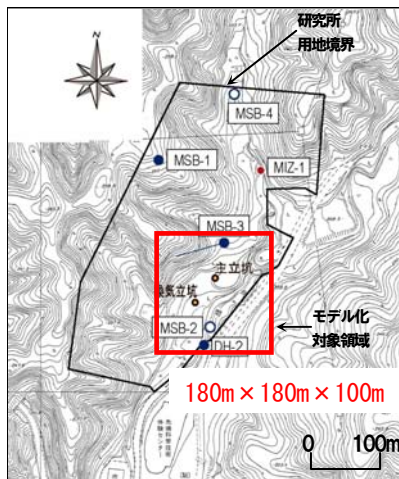 N
研究所
用地境界
MSB-4
MSB-1
MIZ-1
MSB-3
主立坑
換気立坑
MSB-2
DH-2
モデル化
対象領域
180m×180m×100m
0 100m